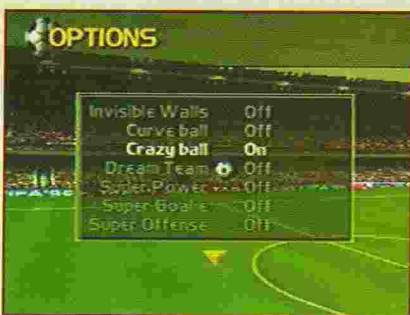 OPTIONS
Invisible Walls Off
Curve ball Off
Crazy ball On
Dream Team Off
Super Power Off
Super Goalie Off
Super Offense Off